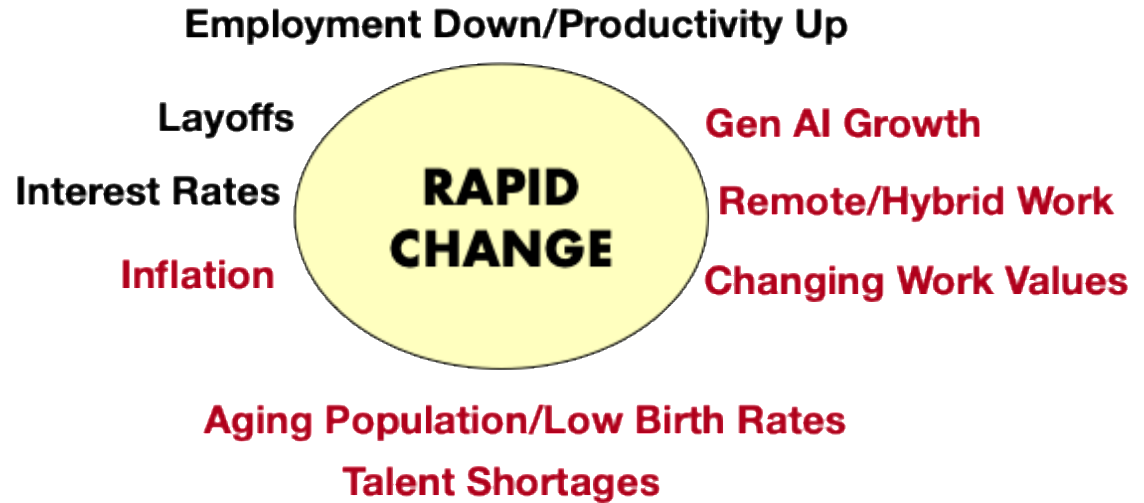 Employment Down/Productivity Up
Layoffs
Gen AI Growth
Interest Rates
RAPID
CHANGE
Remote/Hybrid Work
Inflation
Changing Work Values
Aging Population/Low Birth Rates
Talent Shortages